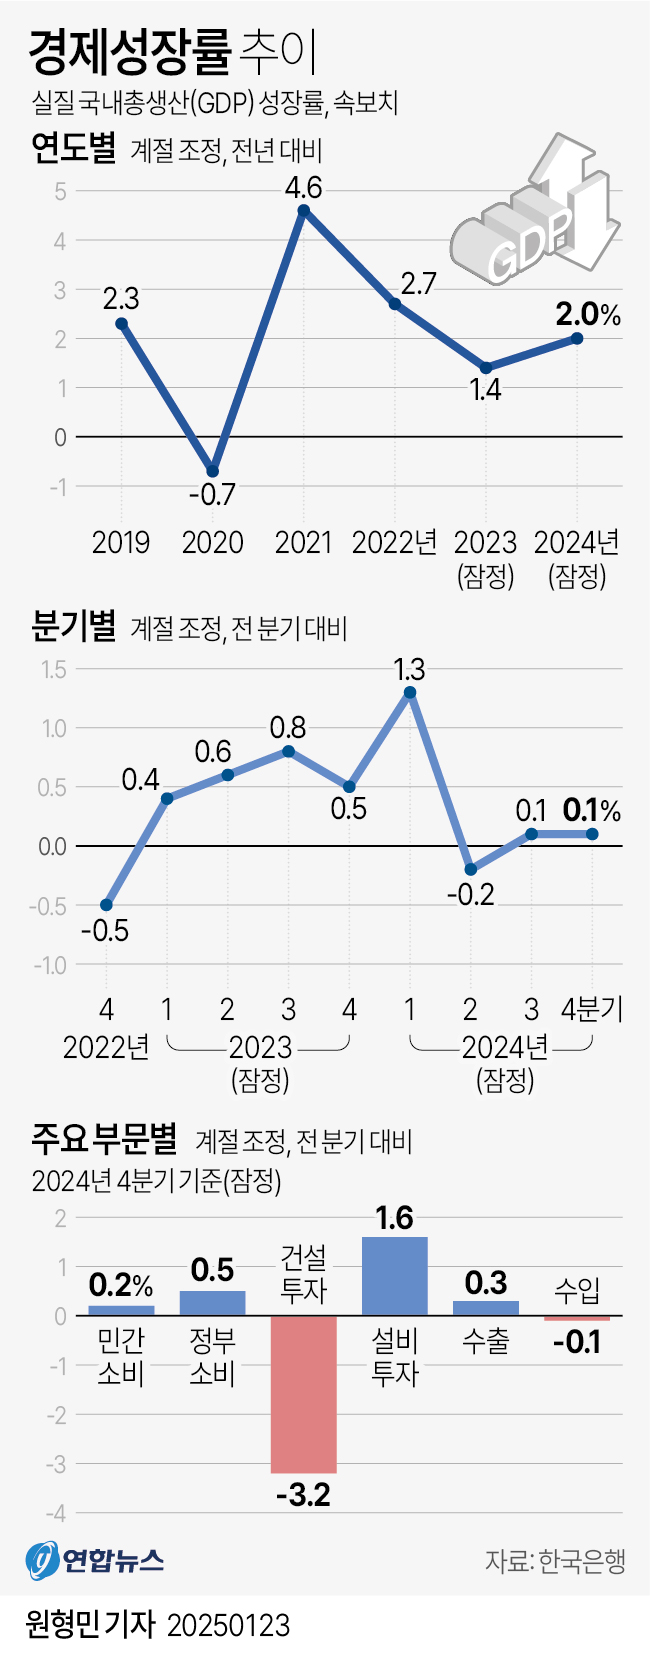 경제성장률 추이
실질 국내총생산(GDP) 성장률, 속보치
연도별 계절 조정, 전년 대비
GDP
5
4
3
2
1
0
-1
2.3
-0.7
4.6
2.7
1.4
2.0%
2019 2020 2021 2022년 2023 2024년
(잠정) (잠정)
분기별 계절 조정, 전 분기 대비
1.5
1.0
0.5
0.0
-0.5
-1.0
-0.5
0.4
0.6
0.8
0.5
1.3
-0.2
0.1
0.1%
4 1 2 3 4 1 2 3 4분기
2022년 2023 2024년
(잠정) (잠정)
주요 부문별 계절 조정, 전 분기 대비
2024년 4분기 기준(잠정)
2
1
0
-1
-2
-3
-4
0.2%
민간
소비
0.5
정부
소비
건설
투자
-3.2
1.6
설비
투자
0.3
수출
수입
-0.1
연합뉴스
자료: 한국은행
원형민 기자 20250123